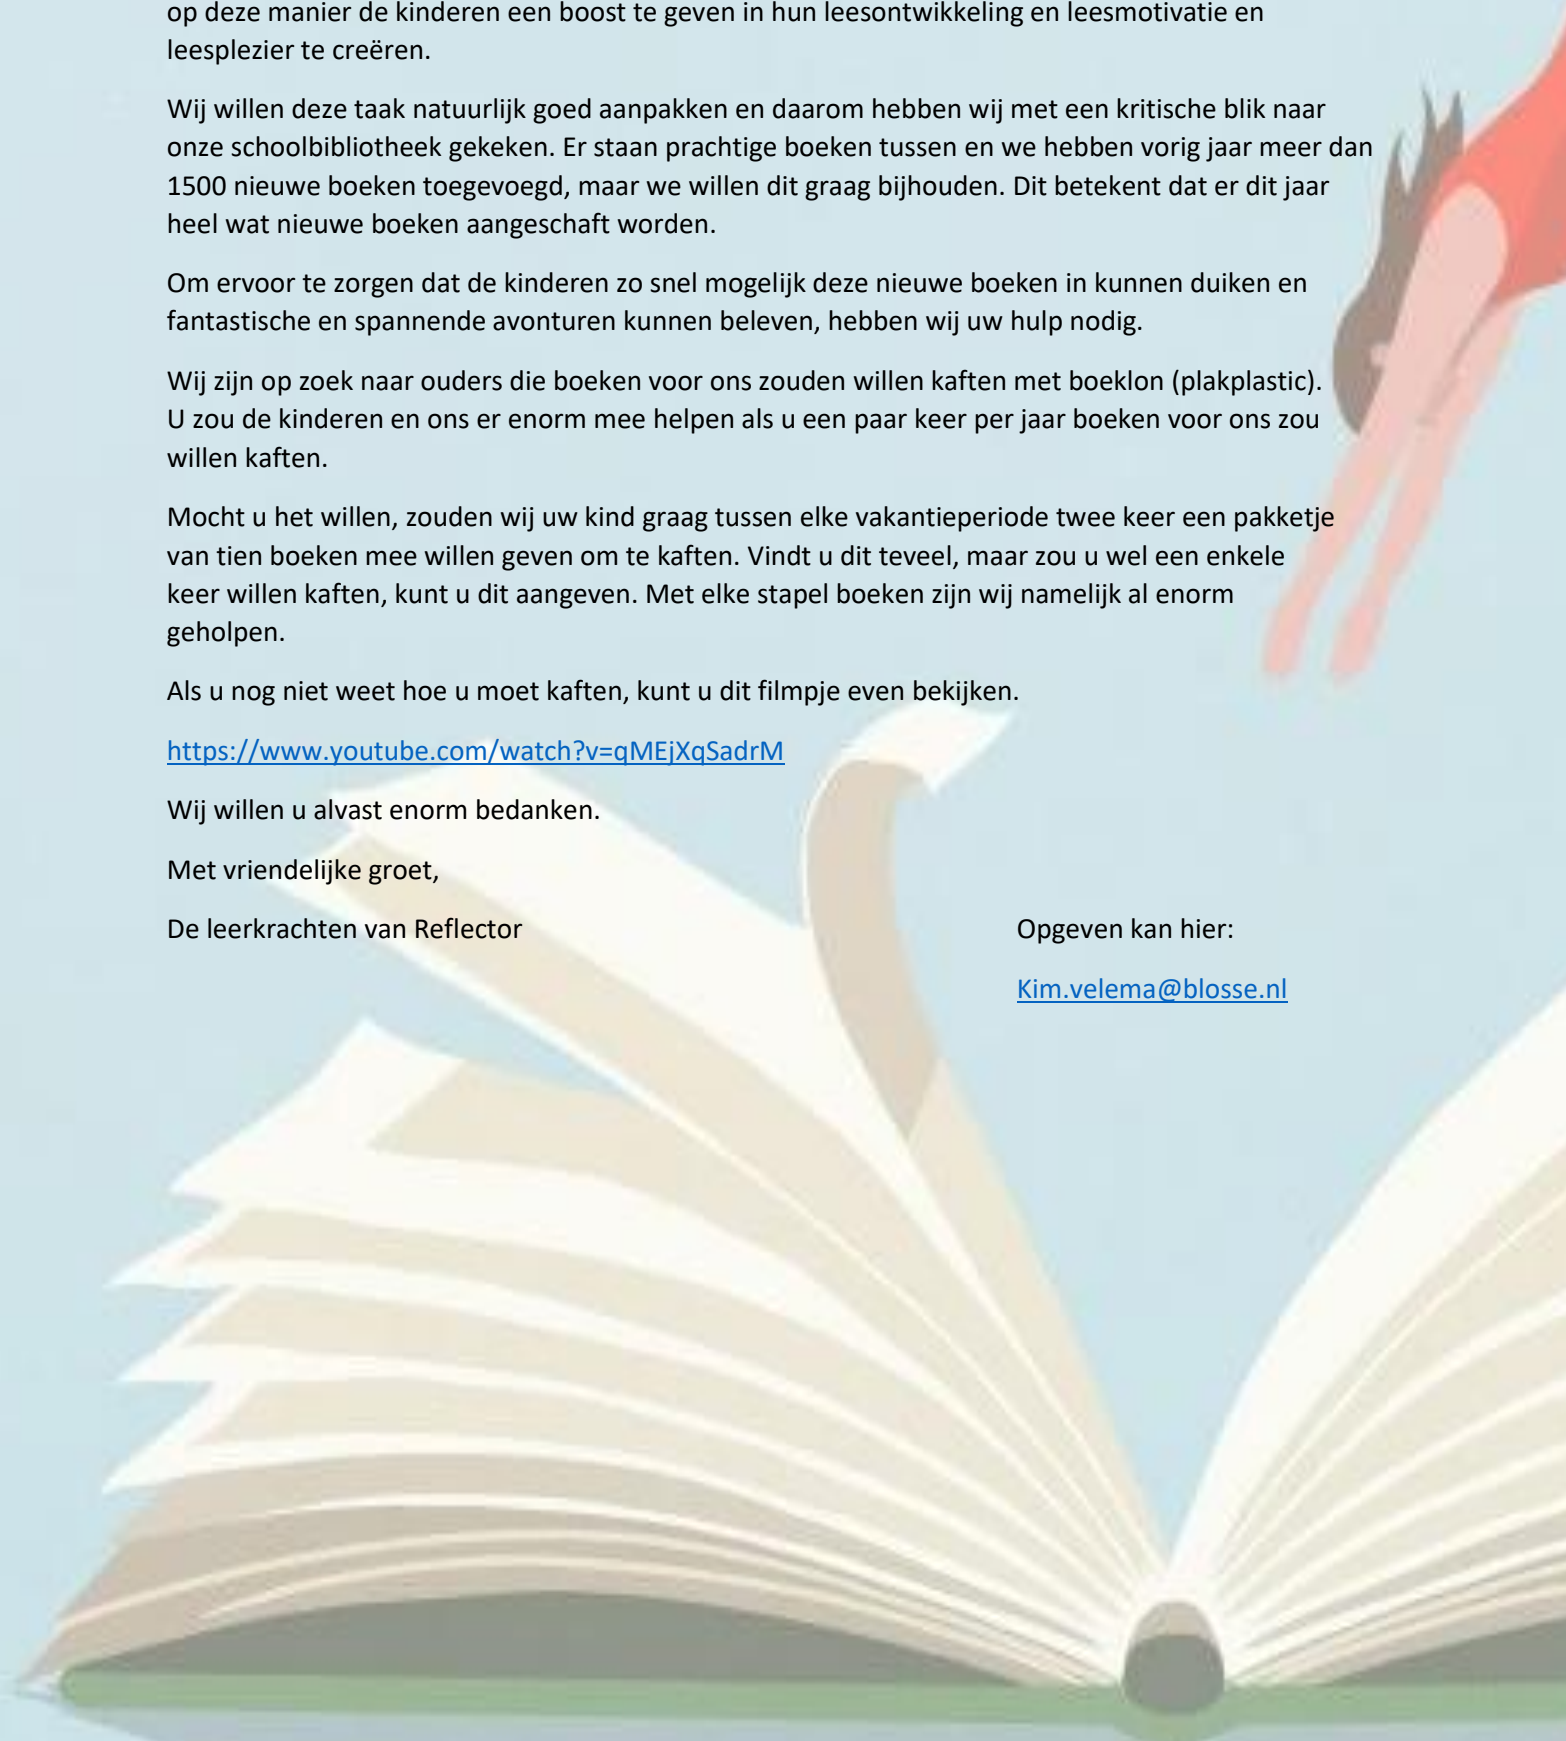 op deze manier de kinderen een boost te geven in hun leesontwikkeling en leesmotivatie en
leesplezier te creëren.
Wij willen deze taak natuurlijk goed aanpakken en daarom hebben wij met een kritische blik naar
onze schoolbibliotheek gekeken. Er staan prachtige boeken tussen en we hebben vorig jaar meer dan
1500 nieuwe boeken toegevoegd, maar we willen dit graag bijhouden. Dit betekent dat er dit jaar
heel wat nieuwe boeken aangeschaft worden.
Om ervoor te zorgen dat de kinderen zo snel mogelijk deze nieuwe boeken in kunnen duiken en
fantastische en spannende avonturen kunnen beleven, hebben wij uw hulp nodig.
Wij zijn op zoek naar ouders die boeken voor ons zouden willen kaften met boeklon (plakplastic).
U zou de kinderen en ons er enorm mee helpen als u een paar keer per jaar boeken voor ons zou
willen kaften.
Mocht u het willen, zouden wij uw kind graag tussen elke vakantieperiode twee keer een pakketje
van tien boeken mee willen geven om te kaften. Vindt u dit teveel, maar zou u wel een enkele
keer willen kaften, kunt u dit aangeven. Met elke stapel boeken zijn wij namelijk al enorm
geholpen.
Als u nog niet weet hoe u moet kaften, kunt u dit filmpje even bekijken.
https://www.youtube.com/watch?v=qMEjXqSadrM
Wij willen u alvast enorm bedanken.
Met vriendelijke groet,
De leerkrachten van Reflector
Opgeven kan hier:
Kim.velema@blosse.nl